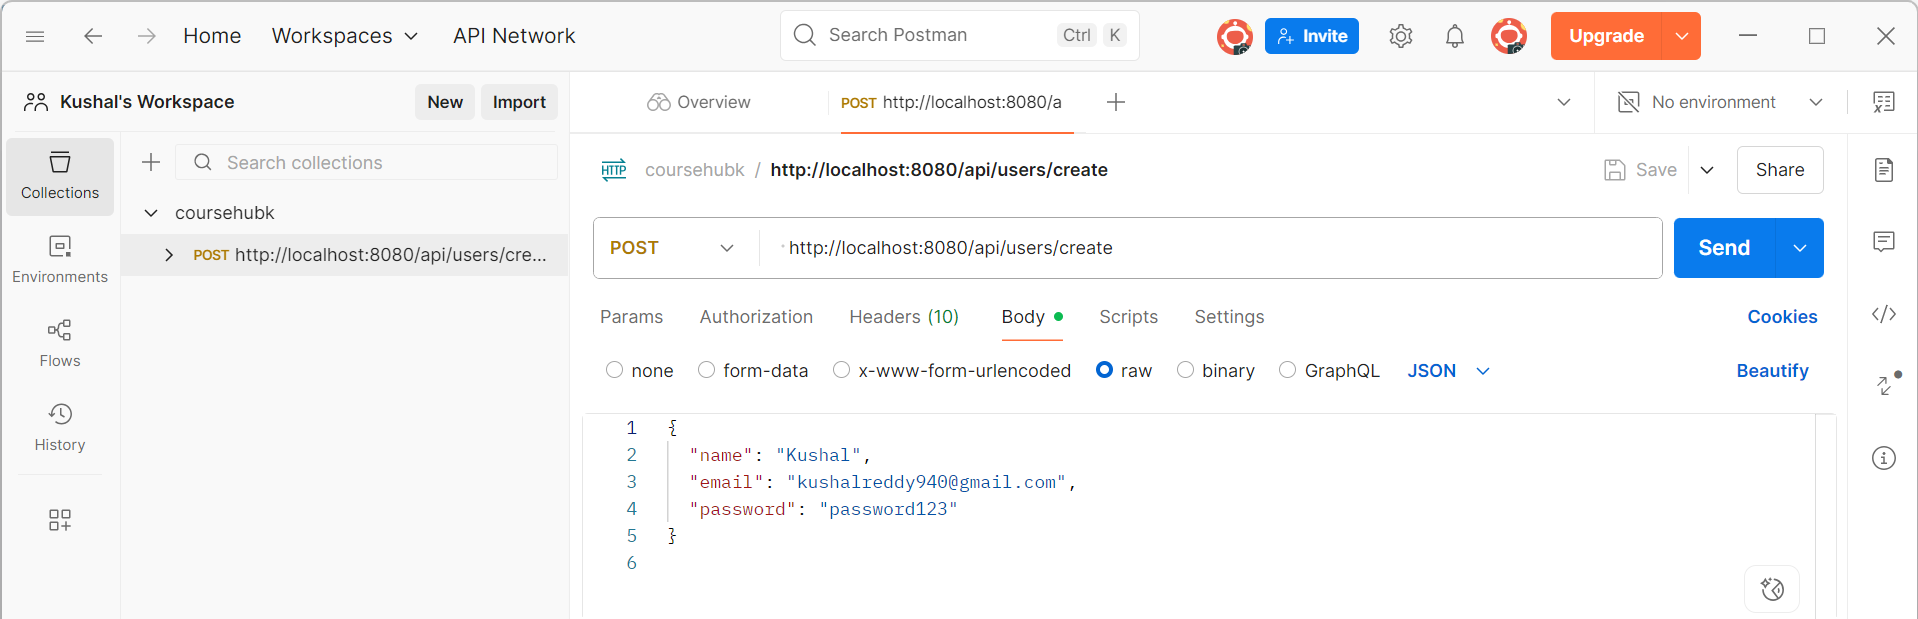 Home Workspaces API Network Search Postman Ctrl K Invite Upgrade
Kushal's Workspace New Import Overview POST http://localhost:8080/a No environment
Collections
Environments
Flows
History
Search collections
coursehubk
POST http://localhost:8080/api/users/cre...
HTTP coursehubk / http://localhost:8080/api/users/create Save Share
POST http://localhost:8080/api/users/create Send
Params Authorization Headers (10) Body Scripts Settings Cookies
none form-data x-www-form-urlencoded raw binary GraphQL JSON Beautify
1 {
2 "name": "Kushal",
3 "email": "kushalreddy940@gmail.com",
4 "password": "password123"
5 }
6